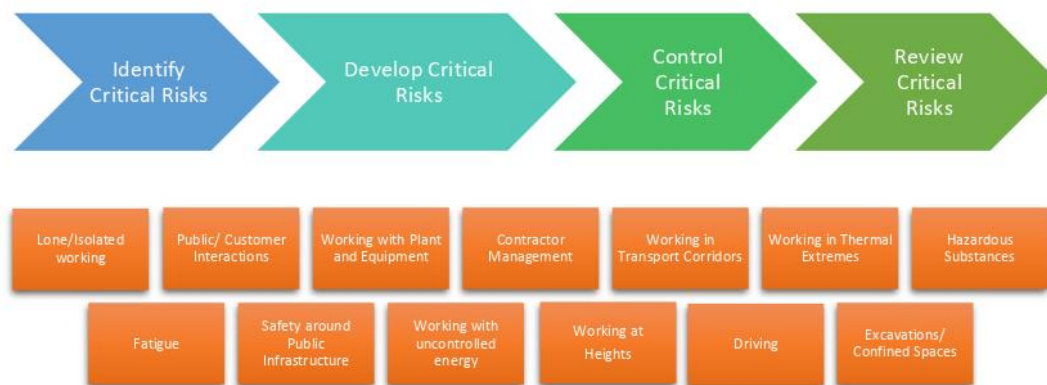 Identify
Critical Risks
Develop Critical
Risks
Control
Critical
Risks
Review
Critical
Risks
Lone/Isolated
working
Public/ Customer
Interactions
Working with Plant
and Equipment
Contractor
Management
Working in
Transport Corridors
Working in Thermal
Extremes
Hazardous
Substances
Fatigue
Safety around
Public
Infrastructure
Working with
uncontrolled
energy
Working at
Heights
Driving
Excavations/
Confined Spaces